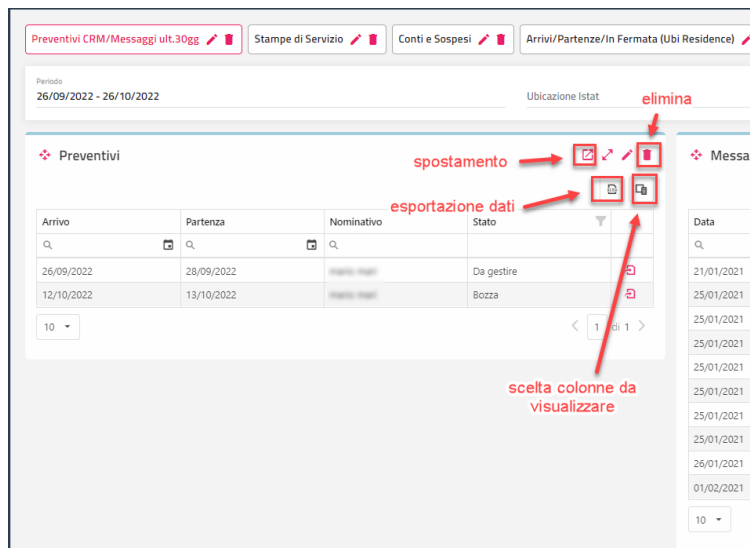 Preventivi CRM/Messaggi ult.30gg
Stampe di Servizio
Conti e Sospesi
Arrivi/Partenze/In Fermata (Ubi Residence)
Periodo
26/09/2022 - 26/10/2022
Ubicazione Istat
elimina
Preventivi
spostamento
Messa
esportazione dati
Arrivo Partenza Nominativo Stato
Data
26/09/2022 28/09/2022 Da gestire
21/01/2021
12/10/2022 13/10/2022 Bozza
25/01/2021
10
1 di 1
25/01/2021
25/01/2021
25/01/2021
scelta colonne da
visualizzare
25/01/2021
25/01/2021
25/01/2021
26/01/2021
01/02/2021
10